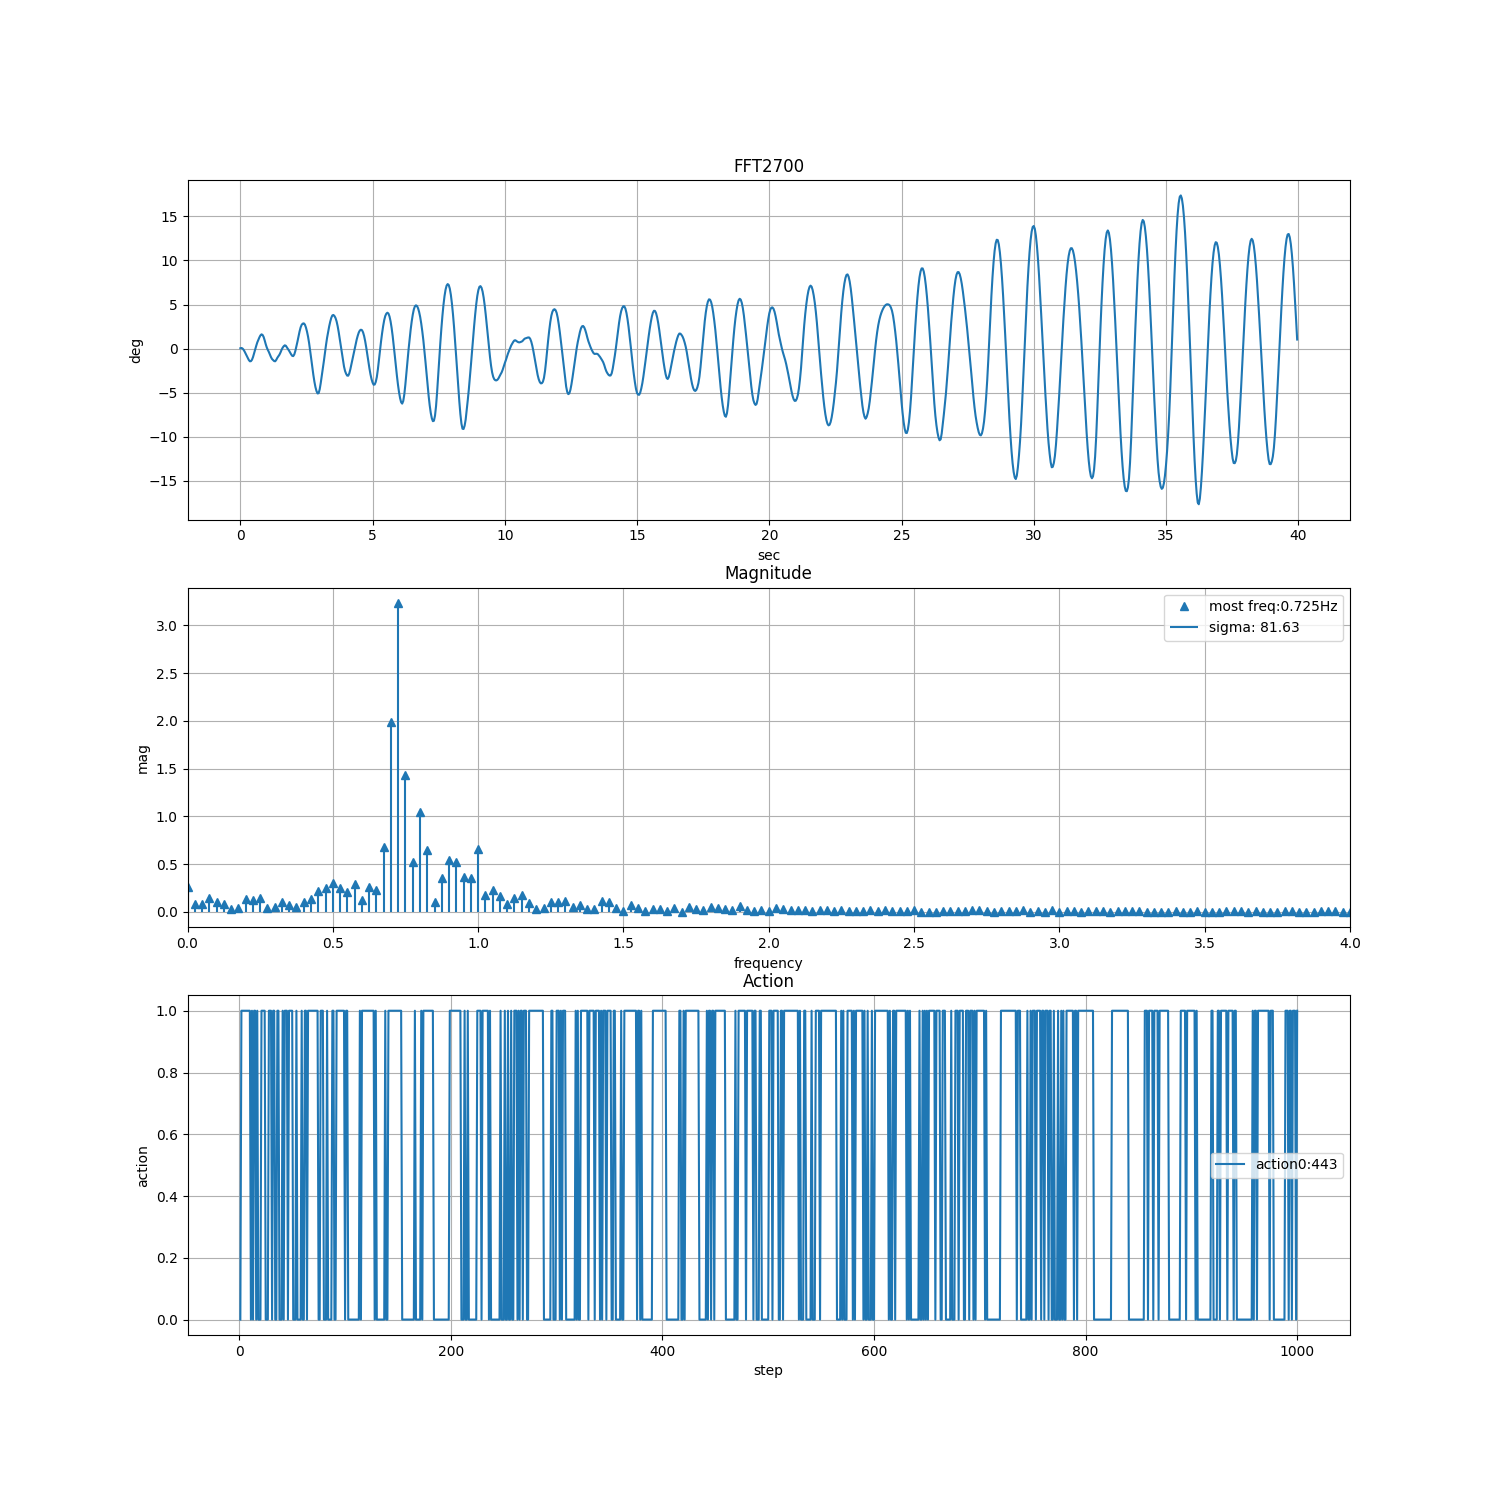 FFT2700
deg
15
10
5
0
−5
−10
−15
0 5 10 15 20 25 30 35 40
sec
Magnitude
mag
3.0
2.5
2.0
1.5
1.0
0.5
0.0
most freq:0.725Hz
sigma: 81.63
0.0 0.5 1.0 1.5 2.0 2.5 3.0 3.5 4.0
frequency
Action
action
1.0
0.8
0.6
0.4
0.2
0.0
action0:443
0 200 400 600 800 1000
step